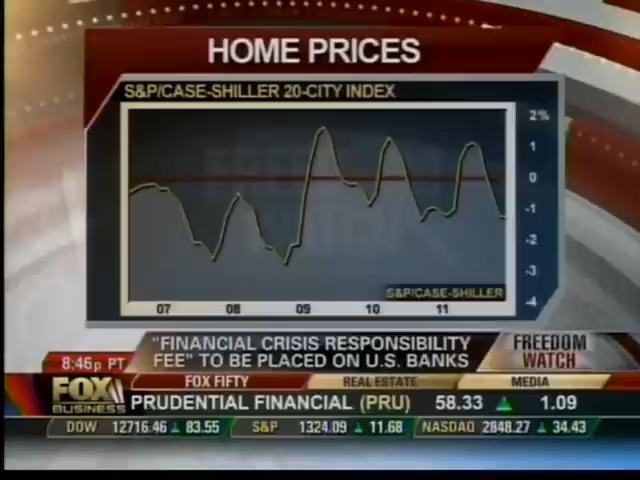 HOME PRICES
S&P/CASE-SHILLER 20-CITY INDEX
2%
1
0
-1
-2
-3
-4
S&P/CASE-SHILLER
07 08 09 10 11
"FINANCIAL CRISIS RESPONSIBILITY
FEE" TO BE PLACED ON U.S. BANKS
FREEDOM
WATCH
8:46p PT
FOX FIFTY REAL ESTATE MEDIA
FOX
BUSINESS
PRUDENTIAL FINANCIAL (PRU) 58.33 ▲ 1.09
DOW 12716.46 ▲ 83.55 S&P 1324.09 ▲ 11.68 NASDAQ 2848.27 ▲ 34.43